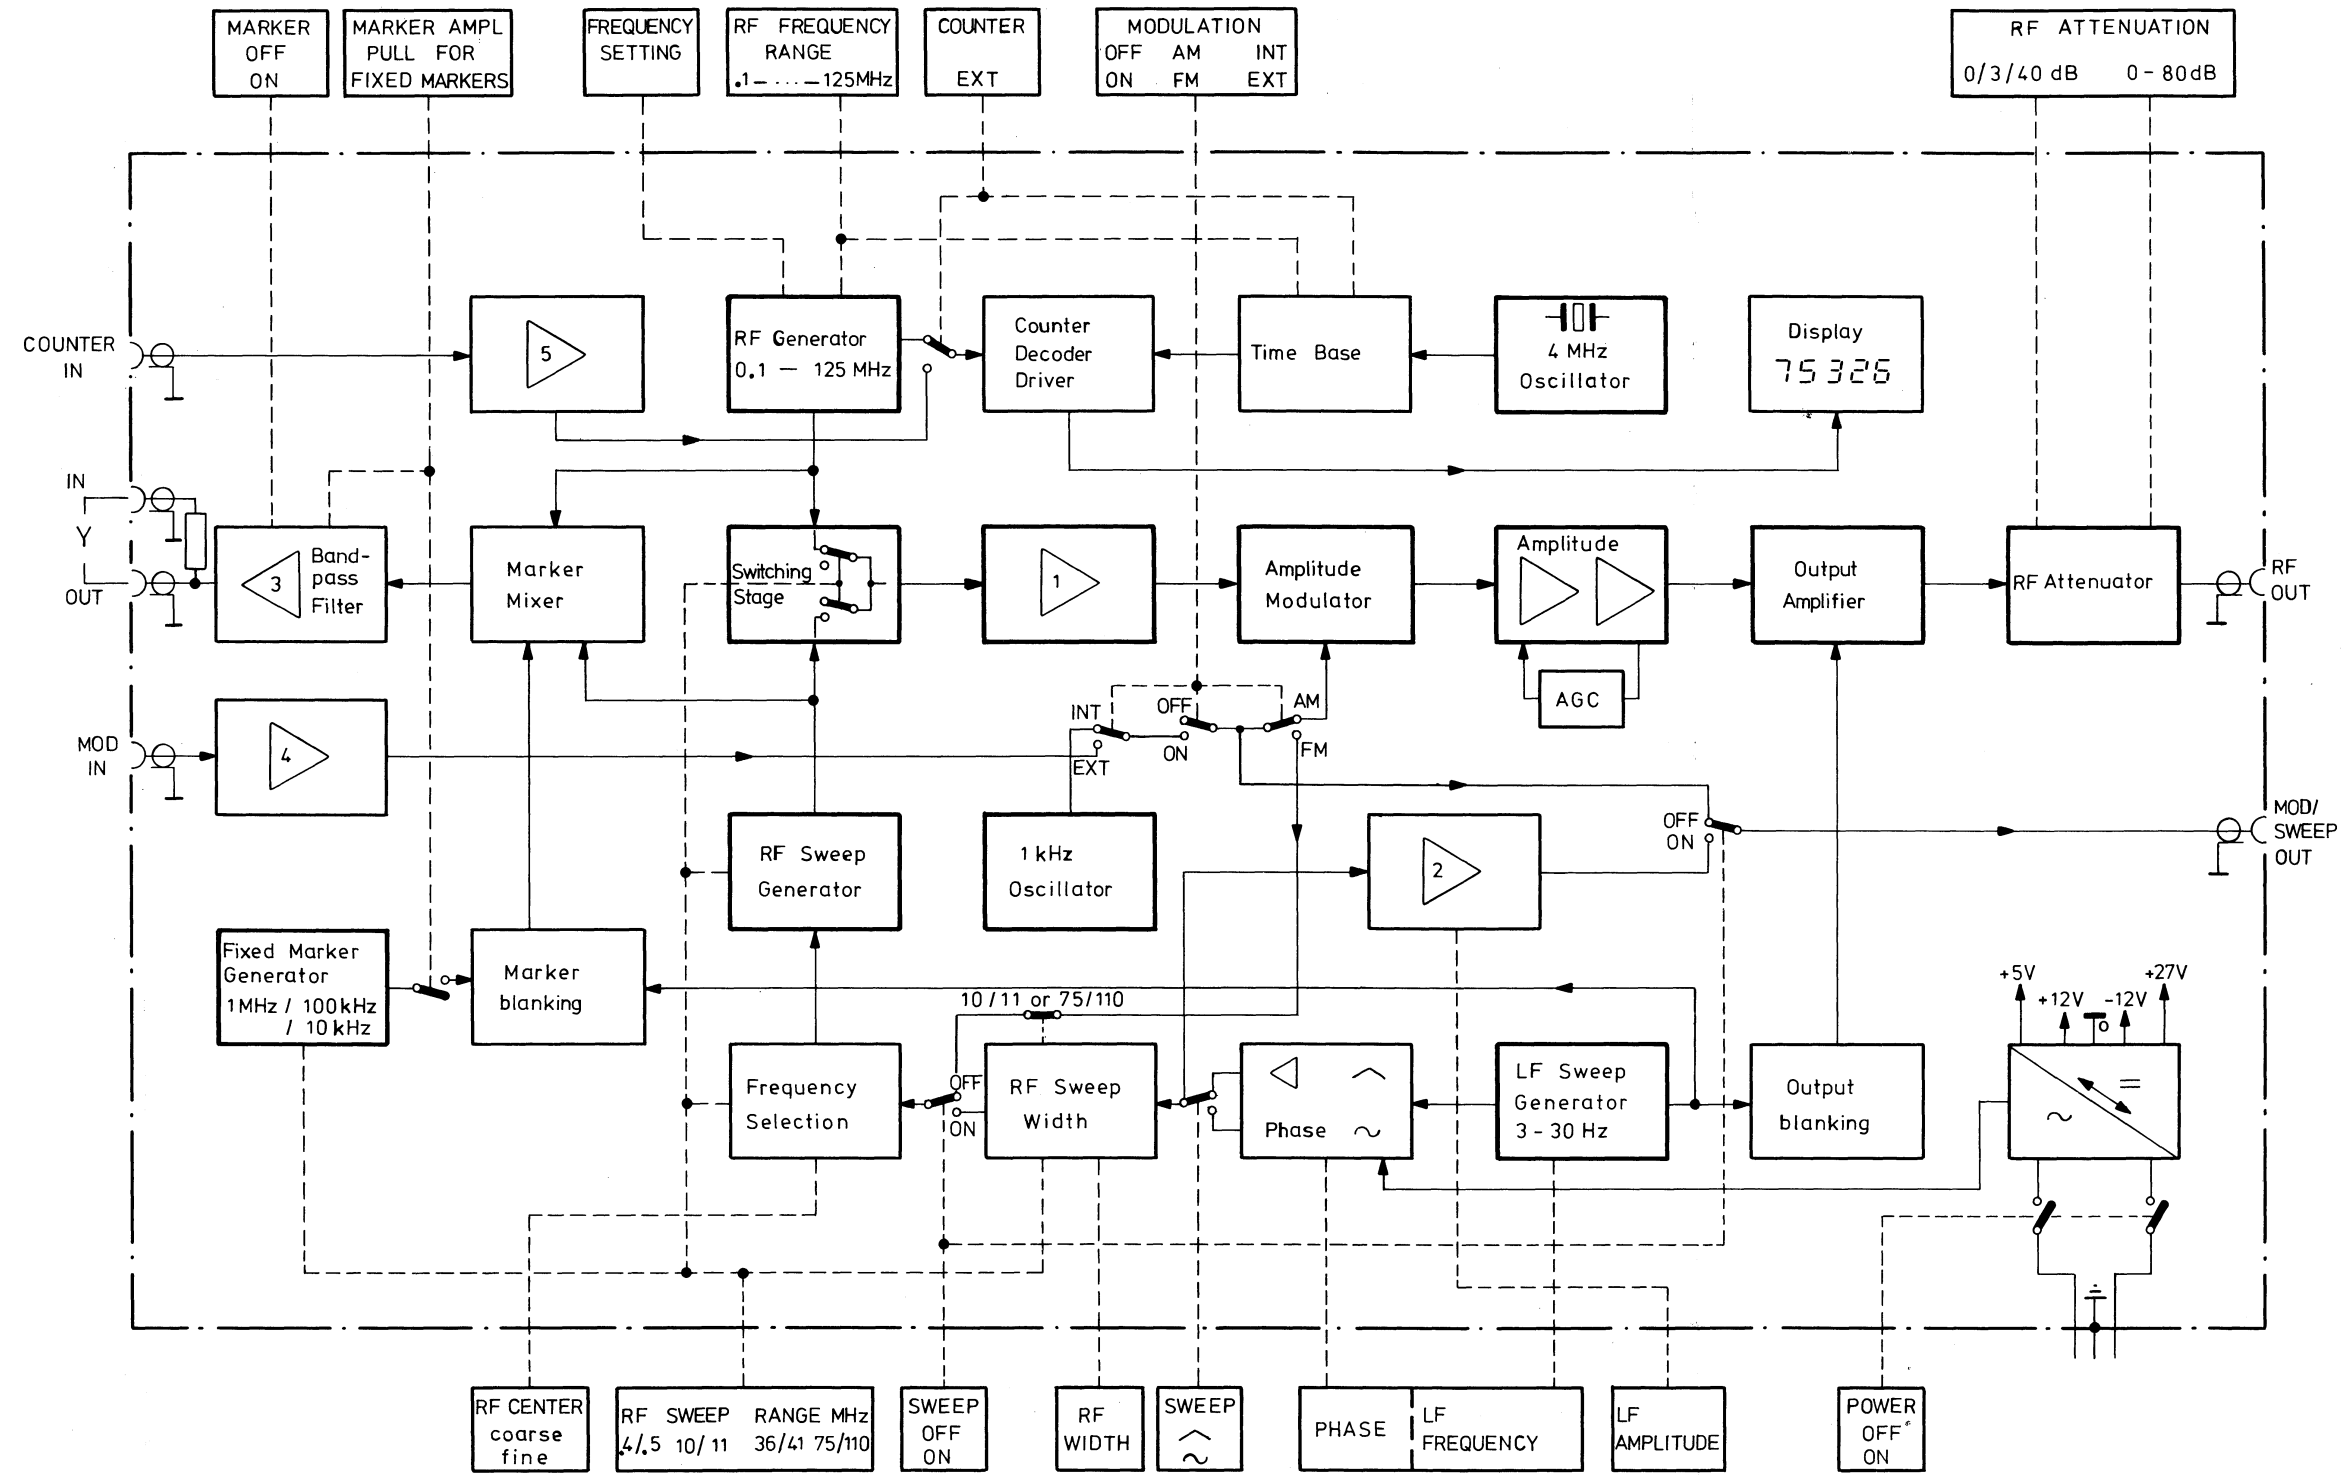 MARKER
OFF
ON
MARKER AMPL
PULL FOR
FIXED MARKERS
FREQUENCY
SETTING
RF FREQUENCY
RANGE
.1 — ···· — 125MHz
COUNTER
EXT
MODULATION
OFF AM INT
ON FM EXT
RF ATTENUATION
0/3/40 dB 0-80dB
COUNTER
IN
5
RF Generator
0.1 — 125 MHz
Counter
Decoder
Driver
Time Base
4 MHz
Oscillator
Display
75326
IN
Y
OUT
3
Band-
pass
Filter
Marker
Mixer
Switching
Stage
1
Amplitude
Modulator
Amplitude
Output
Amplifier
RF Attenuator
RF
OUT
AGC
MOD
IN
4
INT
EXT
OFF
ON
AM
FM
RF Sweep
Generator
1 kHz
Oscillator
2
OFF
ON
MOD/
SWEEP
OUT
Fixed Marker
Generator
1MHz / 100kHz
/ 10kHz
Marker
blanking
10/11 or 75/110
+5V
+12V
0
-12V
+27V
Frequency
Selection
OFF
ON
RF Sweep
Width
Phase
LF Sweep
Generator
3-30 Hz
Output
blanking
RF CENTER
coarse
fine
RF SWEEP RANGE MHz
.4/.5 10/11 36/41 75/110
SWEEP
OFF
ON
RF
WIDTH
SWEEP
PHASE
LF
FREQUENCY
LF
AMPLITUDE
POWER
OFF
ON